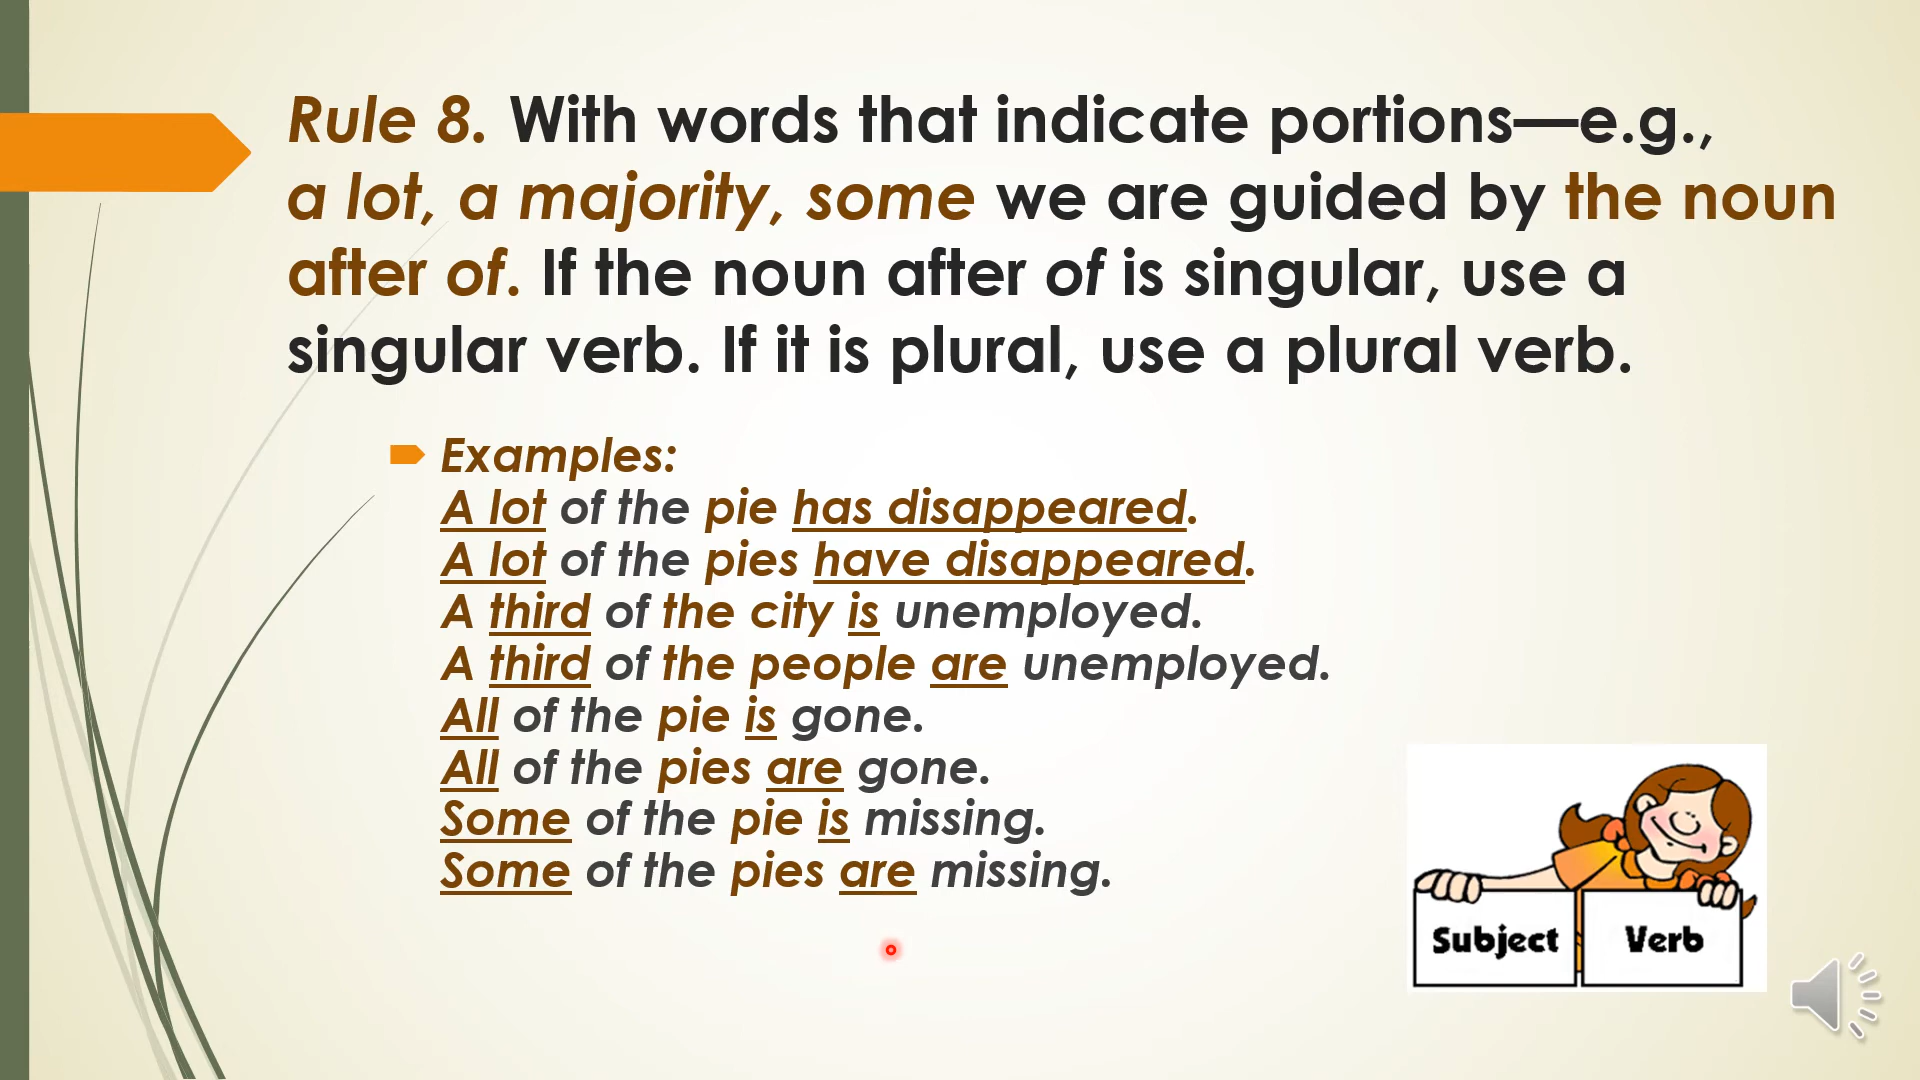 Rule 8. With words that indicate portions—e.g.,
a lot, a majority, some we are guided by the noun
after of. If the noun after of is singular, use a
singular verb. If it is plural, use a plural verb.
Examples:
A lot of the pie has disappeared.
A lot of the pies have disappeared.
A third of the city is unemployed.
A third of the people are unemployed.
All of the pie is gone.
All of the pies are gone.
Some of the pie is missing.
Some of the pies are missing.
Subject Verb